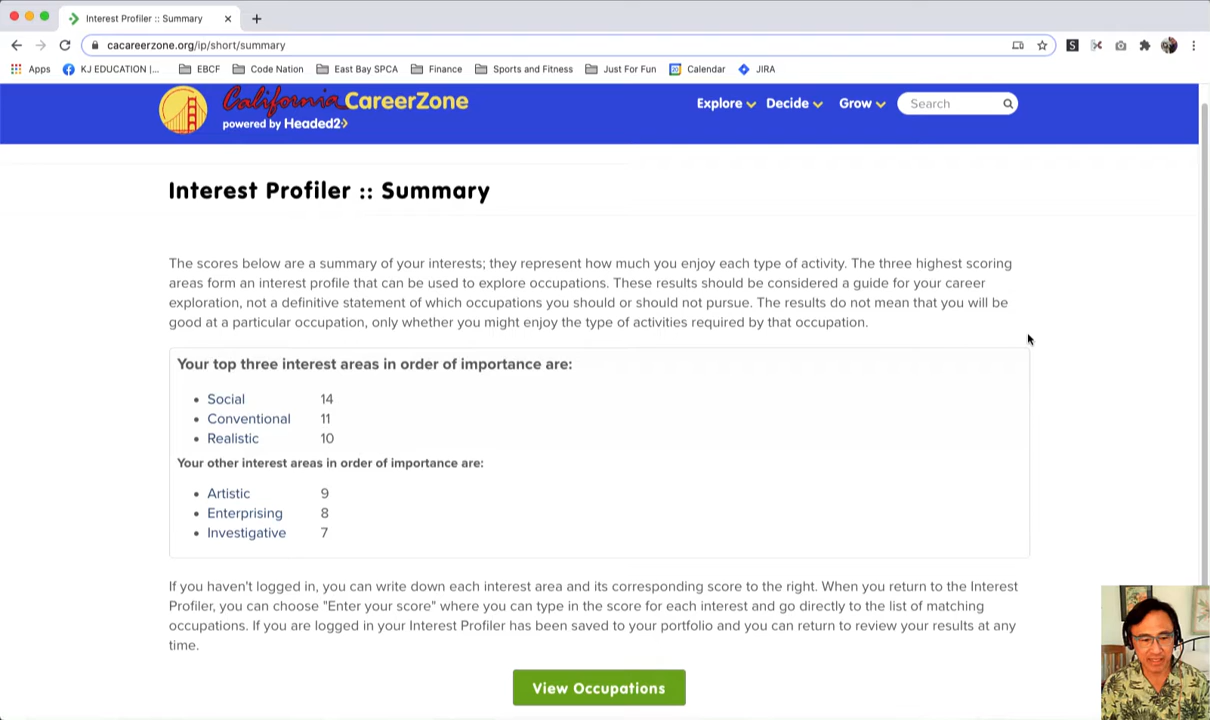 Interest Profiler :: Summary
cacareerzone.org/ip/short/summary
Apps KJ EDUCATION |... EBCF Code Nation East Bay SPCA Finance Sports and Fitness Just For Fun Calendar JIRA
California CareerZone
powered by Headed2
Explore Decide Grow Search
Interest Profiler :: Summary
The scores below are a summary of your interests; they represent how much you enjoy each type of activity. The three highest scoring
areas form an interest profile that can be used to explore occupations. These results should be considered a guide for your career
exploration, not a definitive statement of which occupations you should or should not pursue. The results do not mean that you will be
good at a particular occupation, only whether you might enjoy the type of activities required by that occupation.
Your top three interest areas in order of importance are:
• Social 14
• Conventional 11
• Realistic 10
Your other interest areas in order of importance are:
• Artistic 9
• Enterprising 8
• Investigative 7
If you haven't logged in, you can write down each interest area and its corresponding score to the right. When you return to the Interest
Profiler, you can choose "Enter your score" where you can type in the score for each interest and go directly to the list of matching
occupations. If you are logged in your Interest Profiler has been saved to your portfolio and you can return to review your results at any
time.
View Occupations